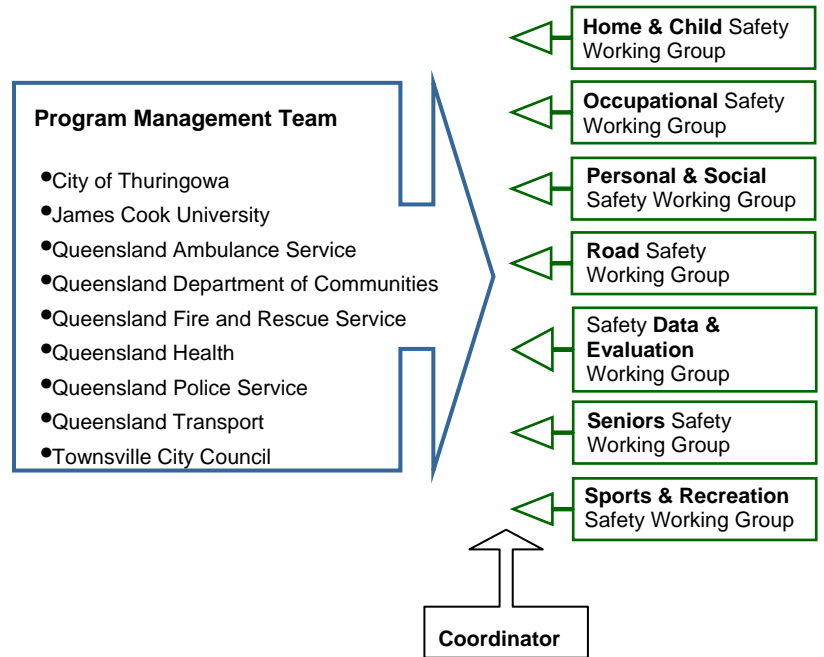 Program Management Team
•City of Thuringowa
•James Cook University
•Queensland Ambulance Service
•Queensland Department of Communities
•Queensland Fire and Rescue Service
•Queensland Health
•Queensland Police Service
•Queensland Transport
•Townsville City Council
Home & Child Safety
Working Group
Occupational Safety
Working Group
Personal & Social
Safety Working Group
Road Safety
Working Group
Safety Data &
Evaluation
Working Group
Seniors Safety
Working Group
Sports & Recreation
Safety Working Group
Coordinator